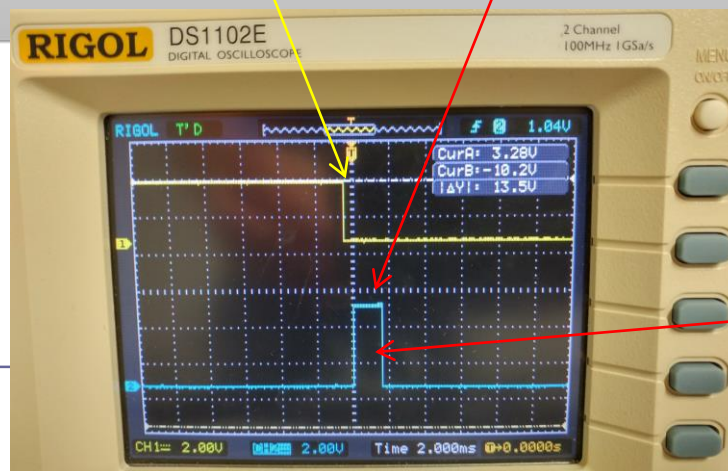 RIGOL
DS1102E
DIGITAL OSCILLOSCOPE
2 Channel
100MHz 1GSa/s
MENU
RIGOL T'D
T
2 1.04V
T
CurA: 3.28V
CurB:-10.2V
|ΔY|: 13.5V
1
2
CH1 2.00V 2.00V Time 2.000ms T→0.0000s